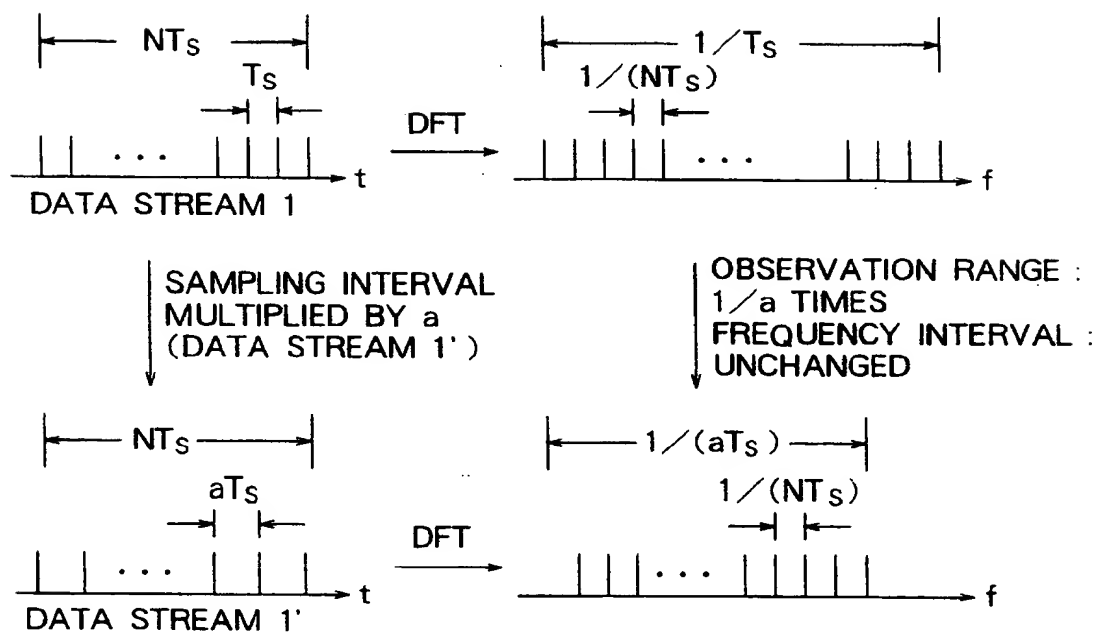 NTS
TS
· · ·
t
DATA STREAM 1
DFT
1/TS
1/(NTS)
· · ·
f
SAMPLING INTERVAL
MULTIPLIED BY a
(DATA STREAM 1')
OBSERVATION RANGE :
1/a TIMES
FREQUENCY INTERVAL :
UNCHANGED
NTS
aTS
· · ·
t
DATA STREAM 1'
DFT
1/(aTS)
1/(NTS)
· · ·
f